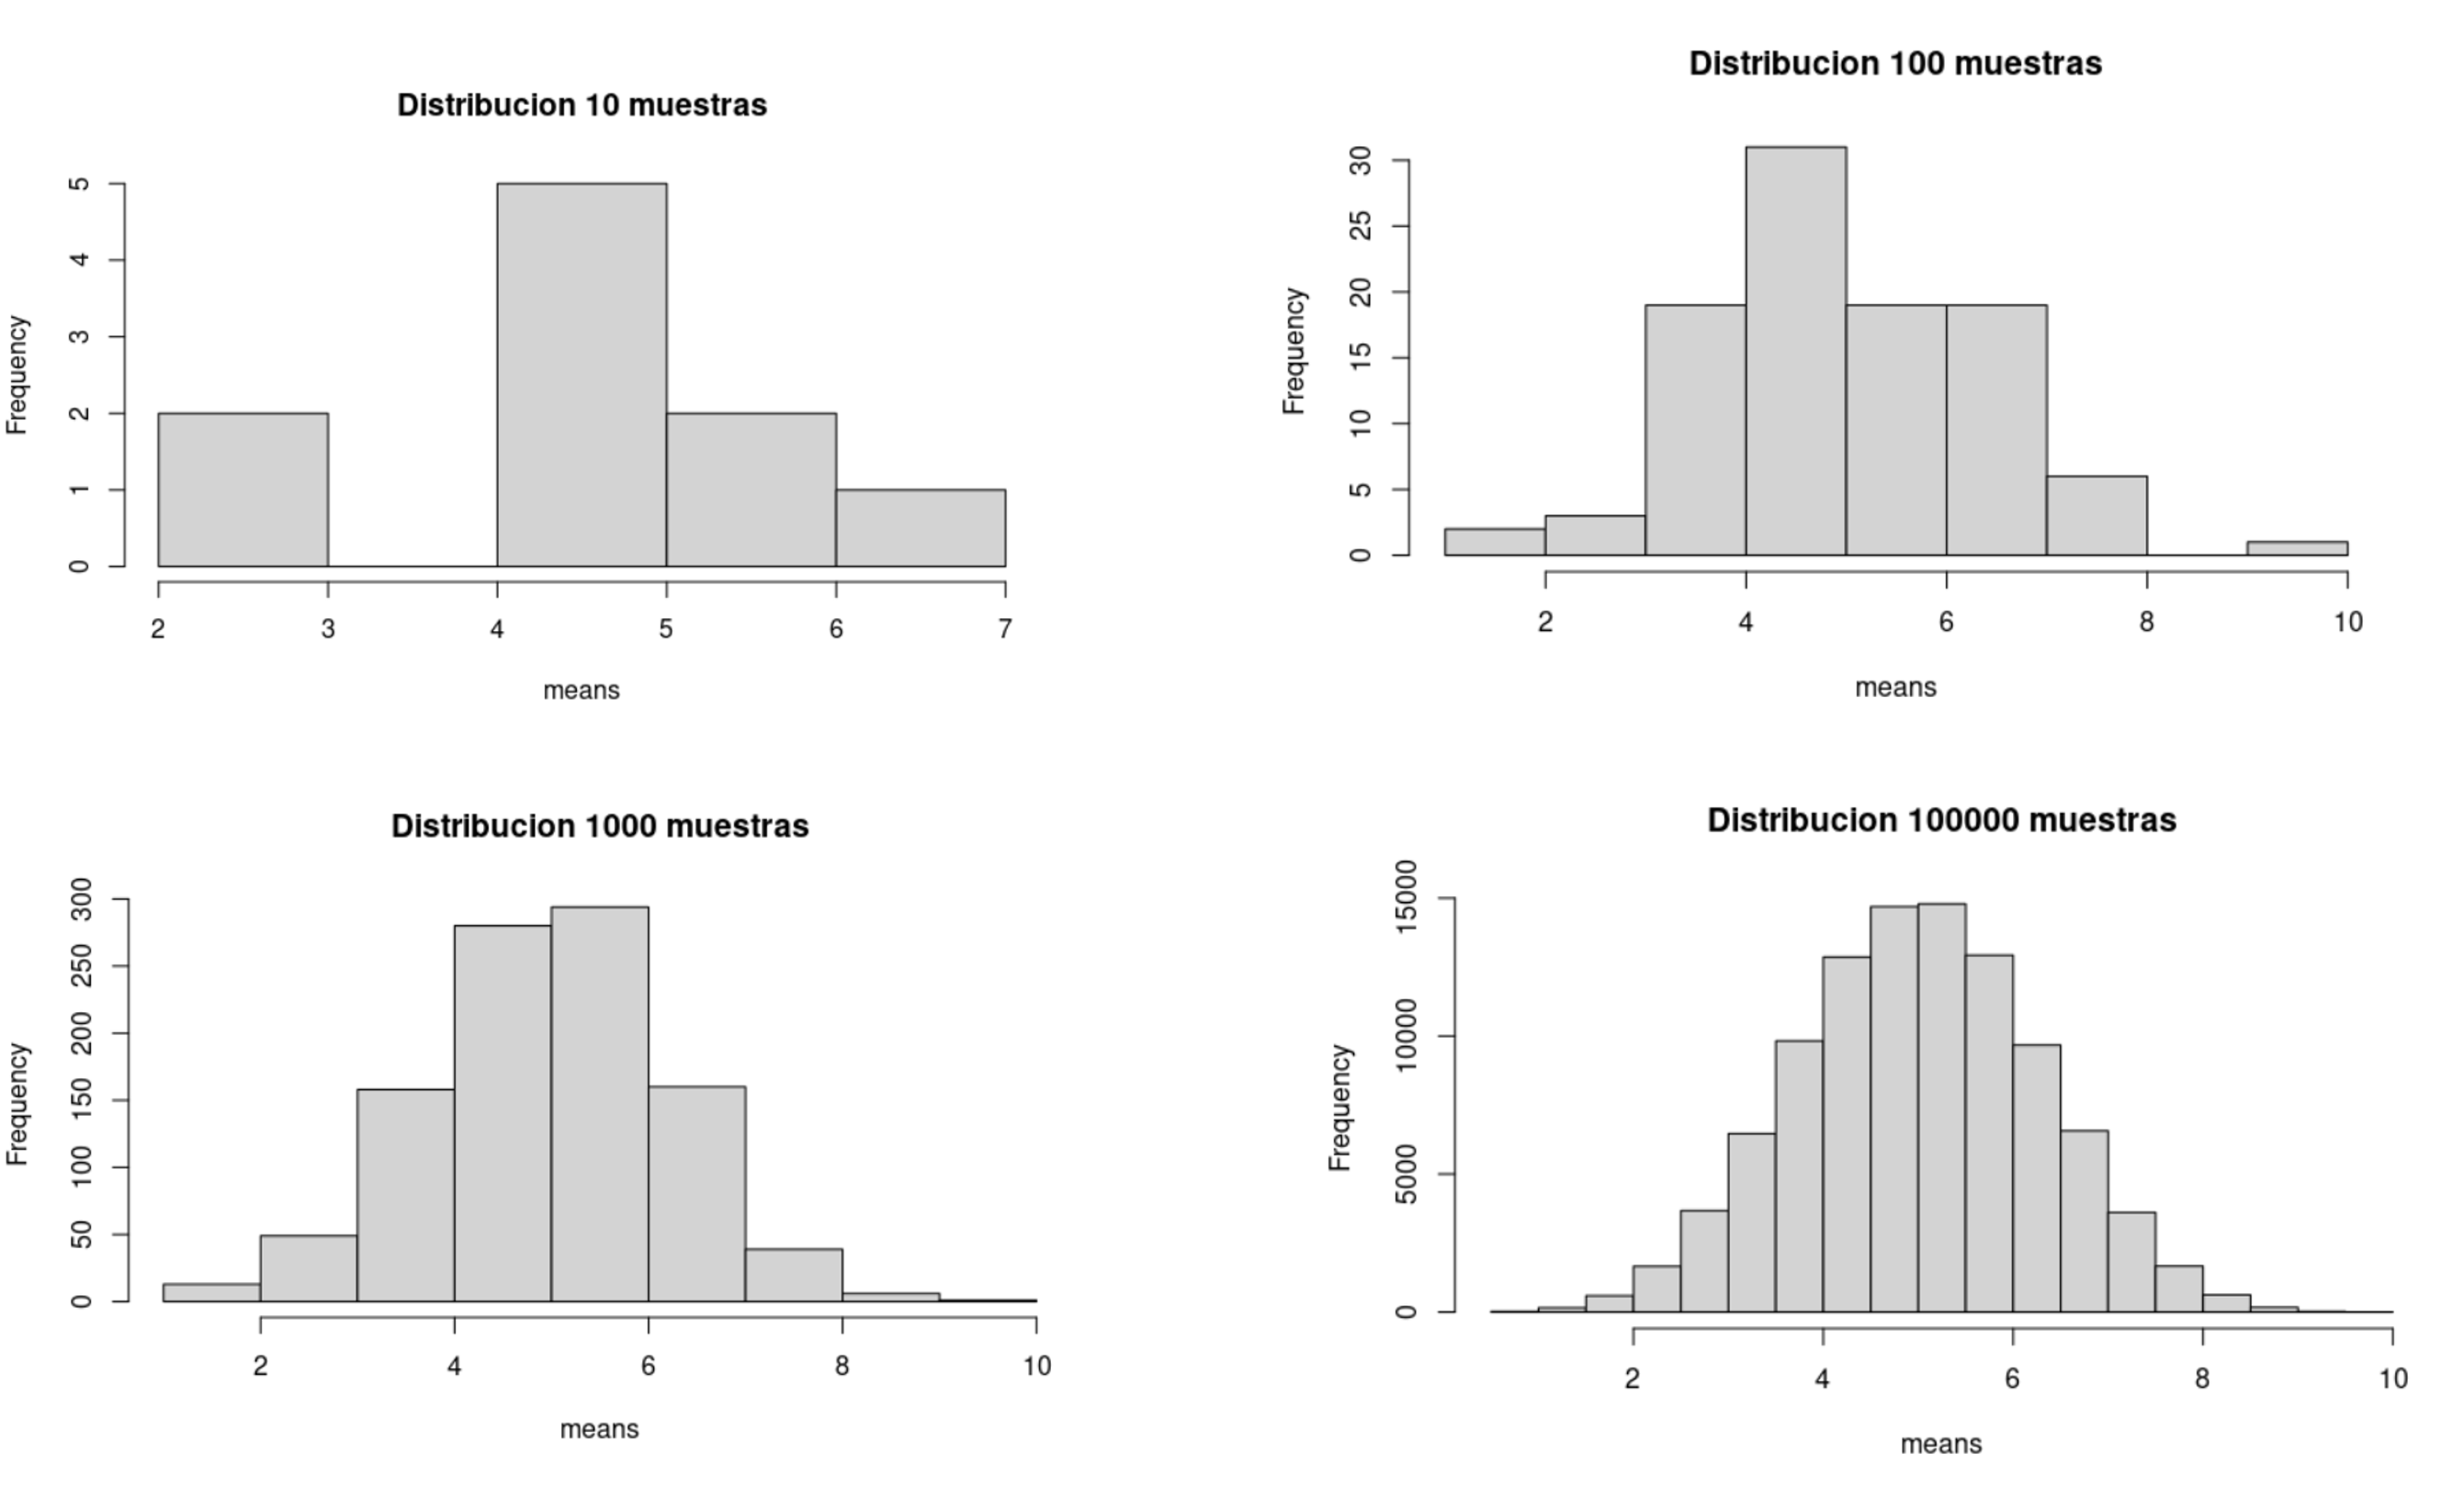 Distribucion 10 muestras
Frequency
5
4
3
2
1
0
2 3 4 5 6 7
means
Distribucion 100 muestras
Frequency
30
25
20
15
10
5
0
2 4 6 8 10
means
Distribucion 1000 muestras
Frequency
300
250
200
150
100
50
0
2 4 6 8 10
means
Distribucion 100000 muestras
Frequency
15000
10000
5000
0
2 4 6 8 10
means